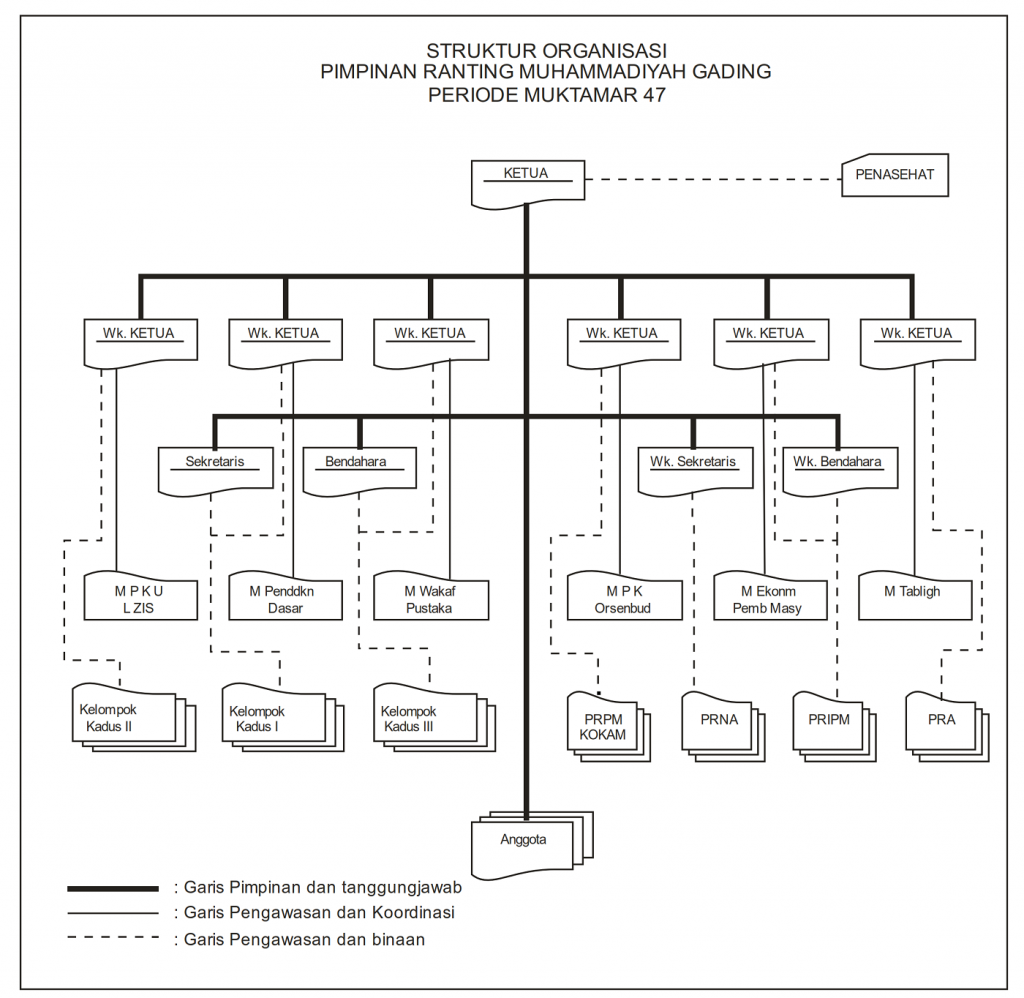 STRUKTUR ORGANISASI
PIMPINAN RANTING MUHAMMADIYAH GADING
PERIODE MUKTAMAR 47
KETUA
PENASEHAT
Wk. KETUA
Wk. KETUA
Wk. KETUA
Wk. KETUA
Wk. KETUA
Wk. KETUA
Sekretaris
Bendahara
Wk. Sekretaris
Wk. Bendahara
M P K U
L ZIS
M Penddkn
Dasar
M Wakaf
Pustaka
M P K
Orsenbud
M Ekonm
Pemb Masy
M Tabligh
Kelompok
Kadus II
Kelompok
Kadus I
Kelompok
Kadus III
PRPM
KOKAM
PRNA
PRIPM
PRA
Anggota
: Garis Pimpinan dan tanggungjawab
: Garis Pengawasan dan Koordinasi
: Garis Pengawasan dan binaan